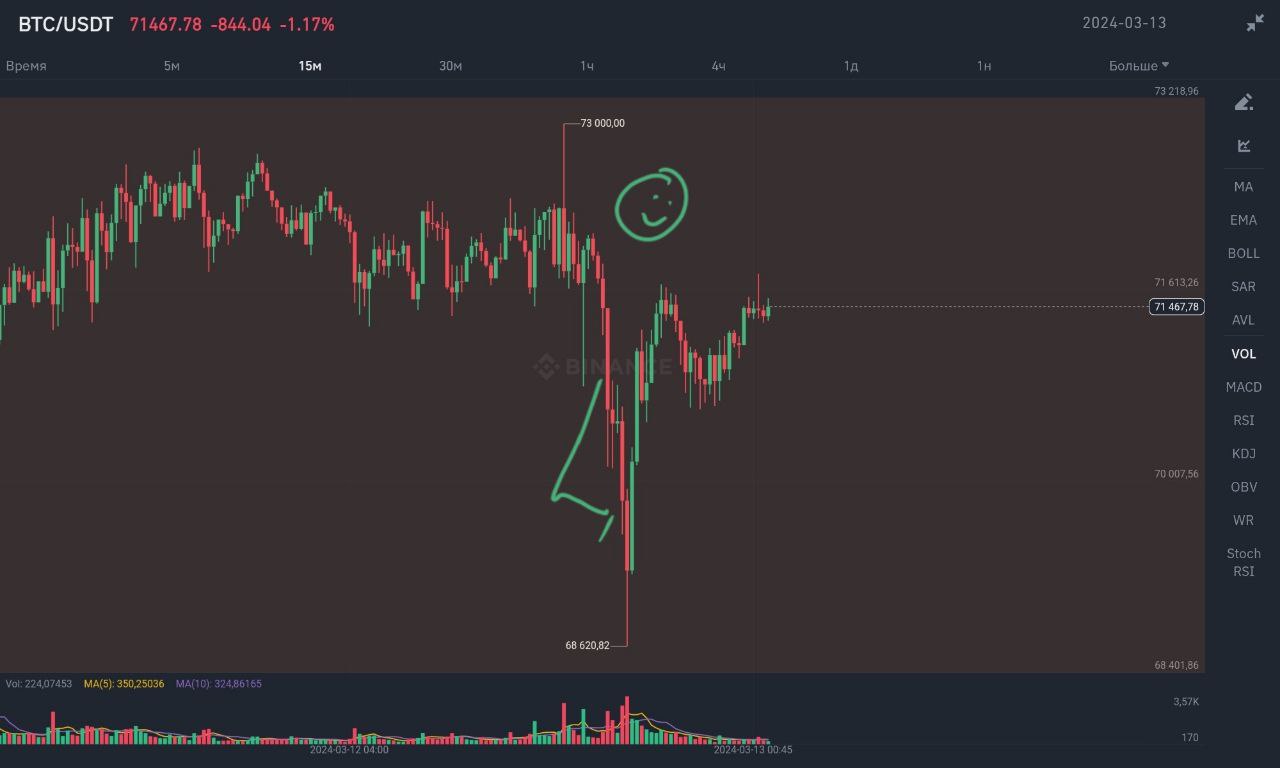 BTC/USDT 71467.78 -844.04 -1.17% 2024-03-13
Время 5м 15м 30м 1ч 4ч 1д 1н Больше
73 218,96
73 000,00
MA
EMA
BOLL
71 613,26
SAR
71 467,78
AVL
VOL
BINANCE
MACD
RSI
KDJ
70 007,56
OBV
WR
Stoch
RSI
68 620,82
68 401,86
Vol: 224,07453 MA(5): 350,25036 MA(10): 324,86165
3,57K
170
2024-03-12 04:00 2024-03-13 00:45